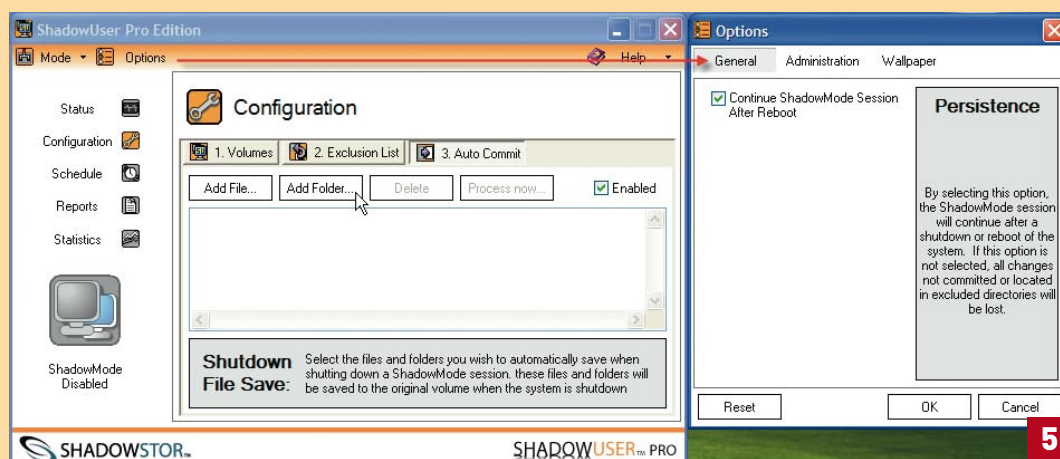 ShadowUser Pro Edition
Mode Options Help
Status
Configuration
Schedule
Reports
Statistics
ShadowMode
Disabled
Configuration
1. Volumes 2. Exclusion List 3. Auto Commit
Add File... Add Folder... Delete Process now... Enabled
Shutdown
File Save:
Select the files and folders you wish to automatically save when
shutting down a ShadowMode session. these files and folders will
be saved to the original volume when the system is shutdown
SHADOWSTOR™
SHADOWUSER™ PRO
Options
General Administration Wallpaper
Continue ShadowMode Session
After Reboot
Persistence
By selecting this option,
the ShadowMode session
will continue after a
shutdown or reboot of the
system. If this option is
not selected, all changes
not committed or located
in excluded directories will
be lost.
Reset OK Cancel
5